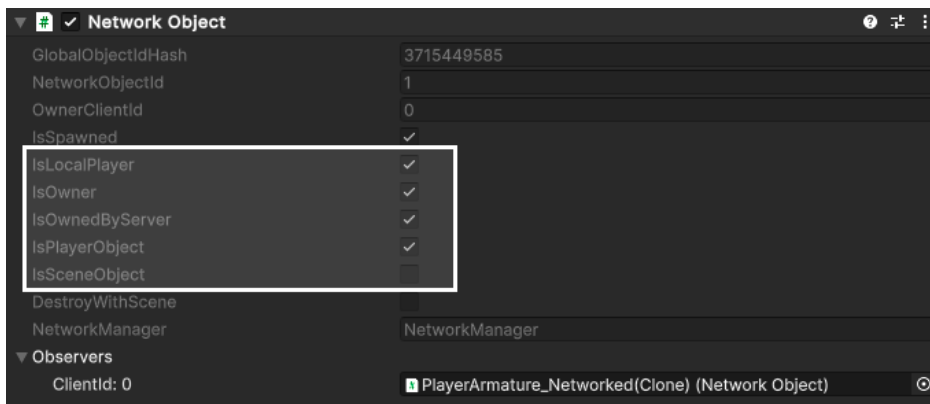 Network Object
GlobalObjectIdHash 3715449585
NetworkObjectId 1
OwnerClientId 0
IsSpawned
IsLocalPlayer
IsOwner
IsOwnedByServer
IsPlayerObject
IsSceneObject
DestroyWithScene
NetworkManager NetworkManager
Observers
ClientId: 0 PlayerArmature_Networked(Clone) (Network Object)